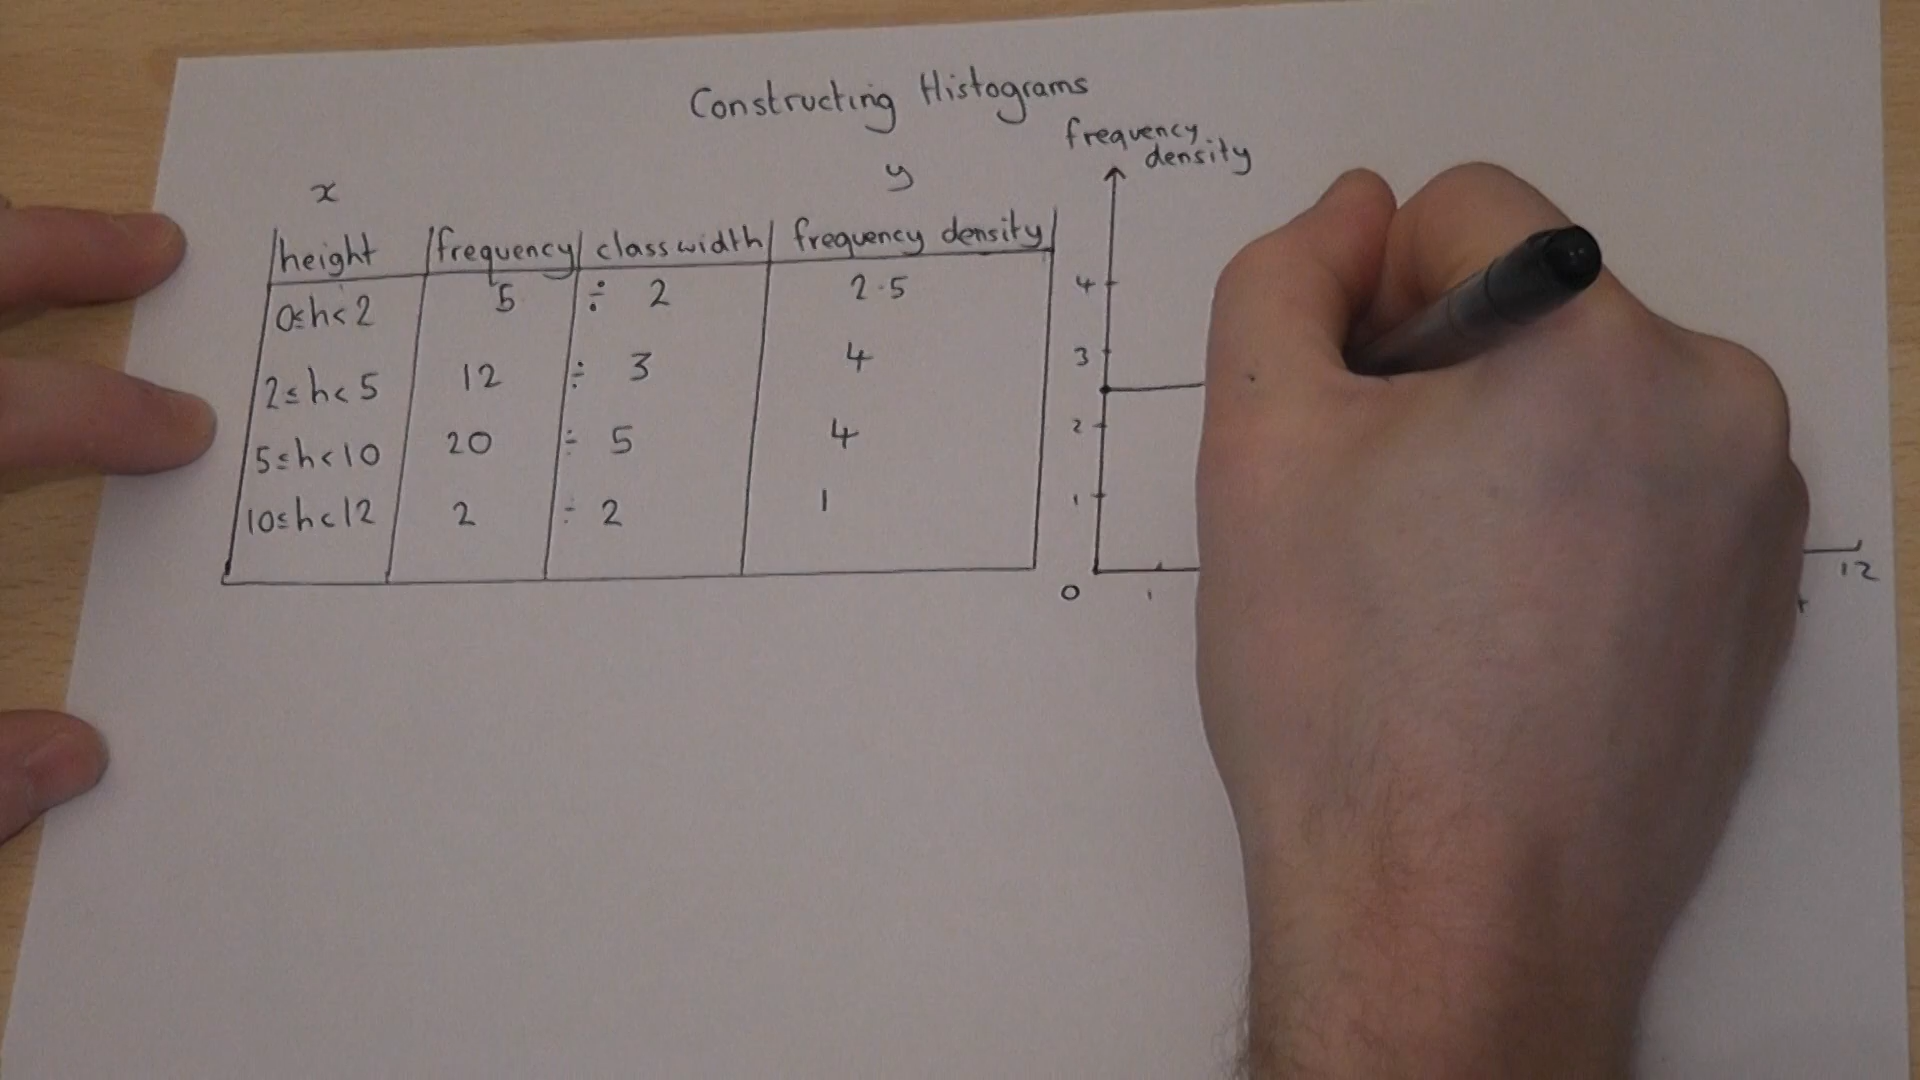 Constructing Histograms
x y
height frequency class width frequency density
0≤h<2 5 ÷ 2 2·5
2≤h<5 12 ÷ 3 4
5≤h<10 20 ÷ 5 4
10≤h<12 2 ÷ 2 1
frequency
density
4
3
2
1
0 1 12